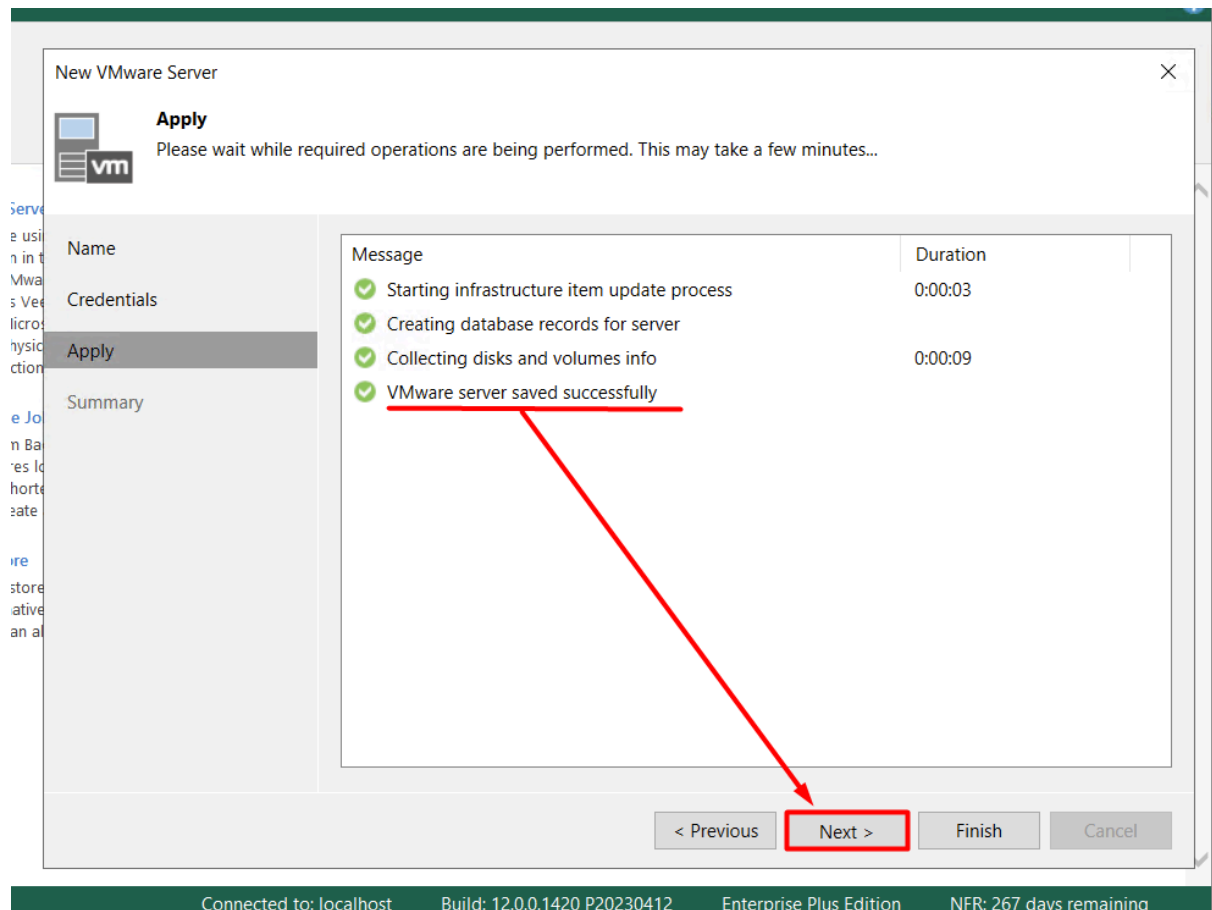 New VMware Server
Apply
Please wait while required operations are being performed. This may take a few minutes...
vm
Name
Credentials
Apply
Summary
Message Duration
Starting infrastructure item update process 0:00:03
Creating database records for server
Collecting disks and volumes info 0:00:09
VMware server saved successfully
< Previous Next > Finish Cancel
Connected to: localhost Build: 12.0.0.1420 P20230412 Enterprise Plus Edition NFR: 267 days remaining